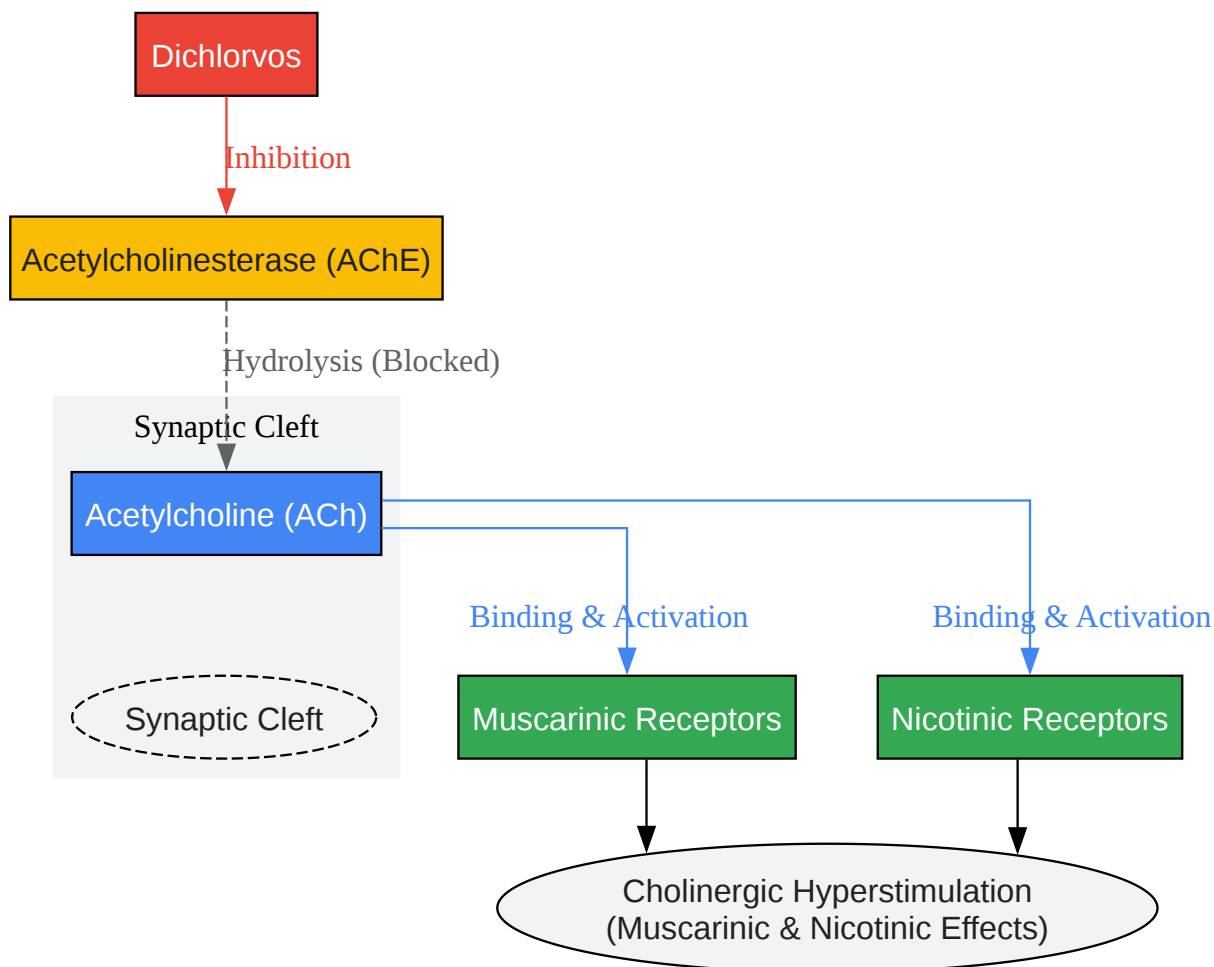 Dichlorvos
Inhibition
Acetylcholinesterase (AChE)
Hydrolysis (Blocked)
Synaptic Cleft
Acetylcholine (ACh)
Binding & Activation
Binding & Activation
Synaptic Cleft
Muscarinic Receptors
Nicotinic Receptors
Cholinergic Hyperstimulation
(Muscarinic & Nicotinic Effects)